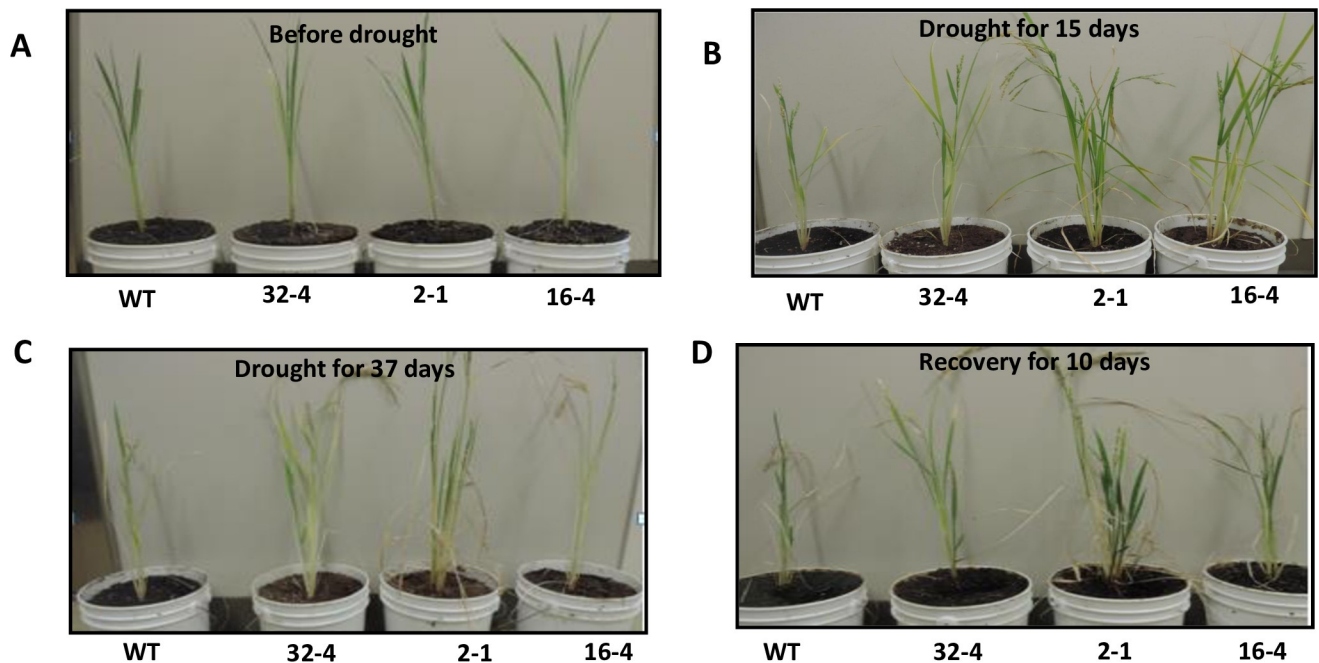 A
Before drought
WT 32-4 2-1 16-4
B
Drought for 15 days
WT 32-4 2-1 16-4
C
Drought for 37 days
WT 32-4 2-1 16-4
D
Recovery for 10 days
WT 32-4 2-1 16-4